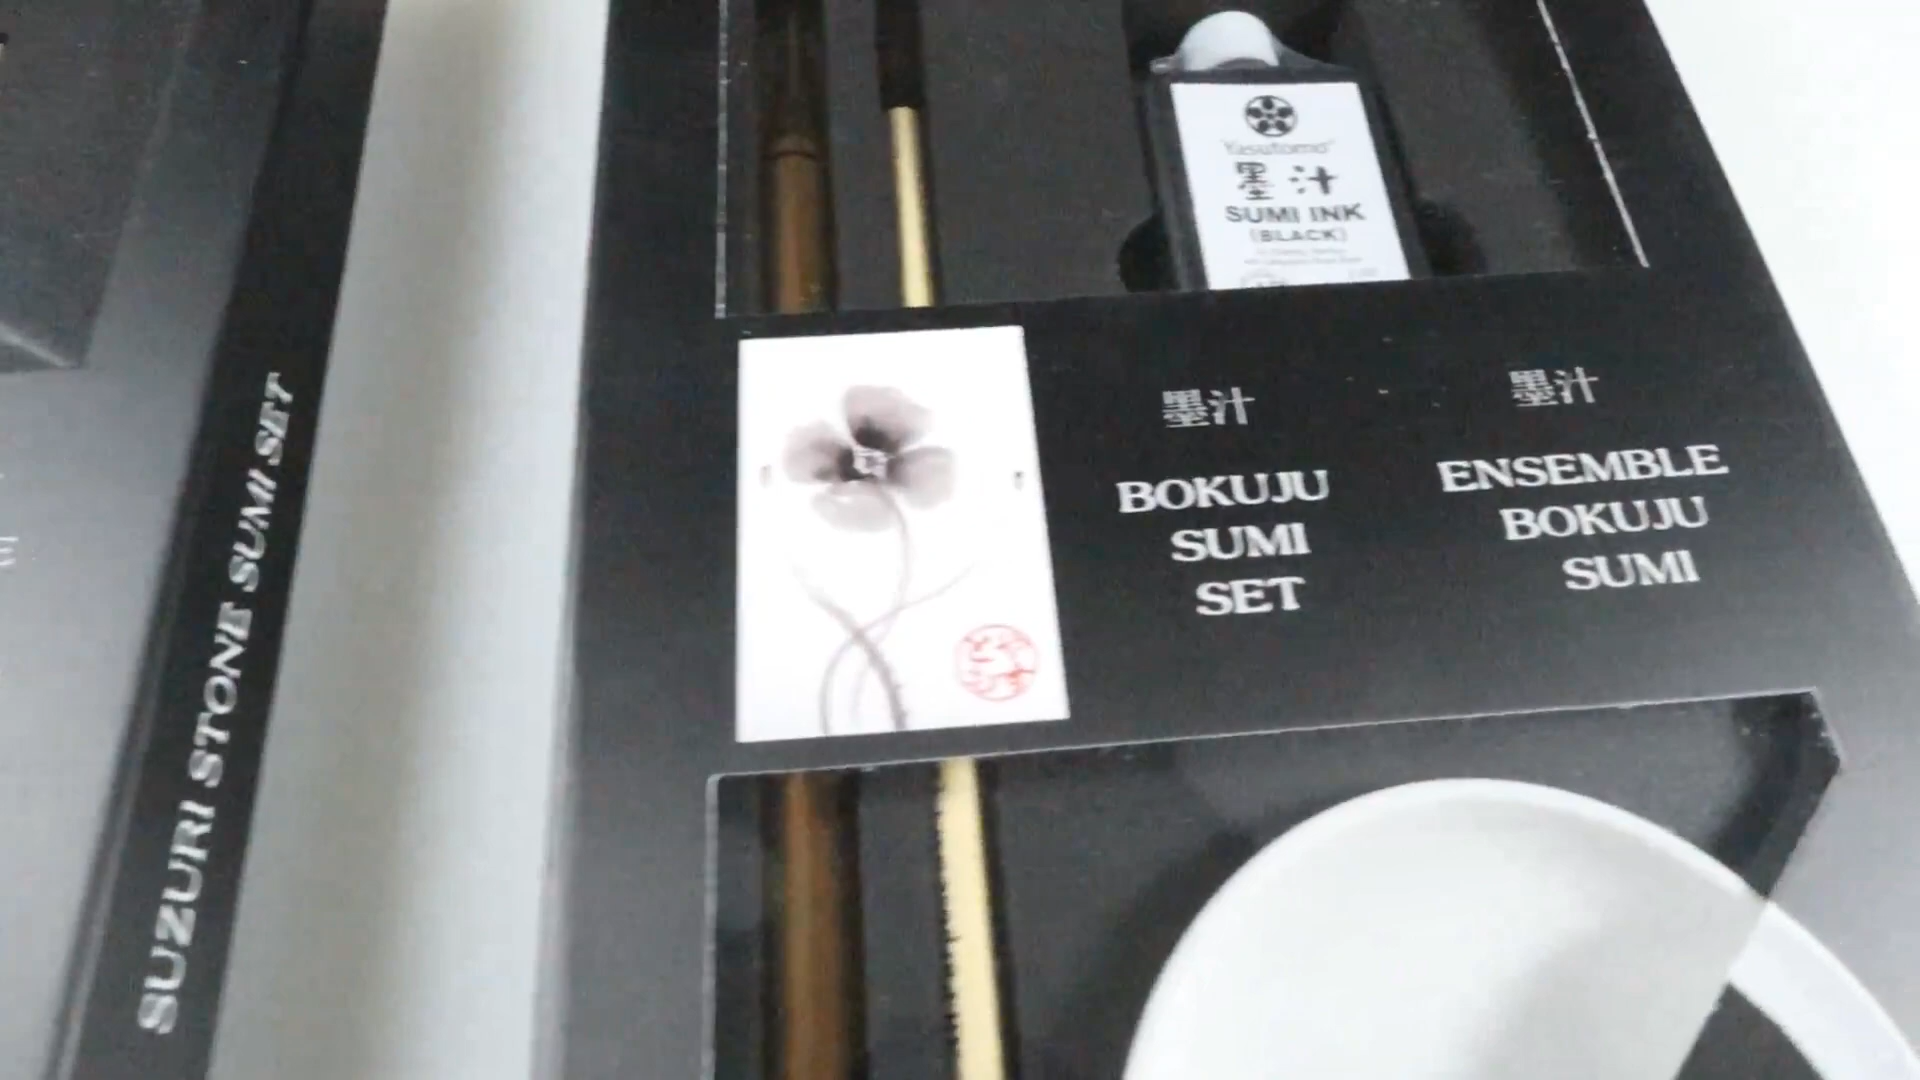 SUZURI STONE SUMI SET
Yasutomo
墨汁
SUMI INK
(BLACK)
墨汁
BOKUJU
SUMI
SET
墨汁
ENSEMBLE
BOKUJU
SUMI